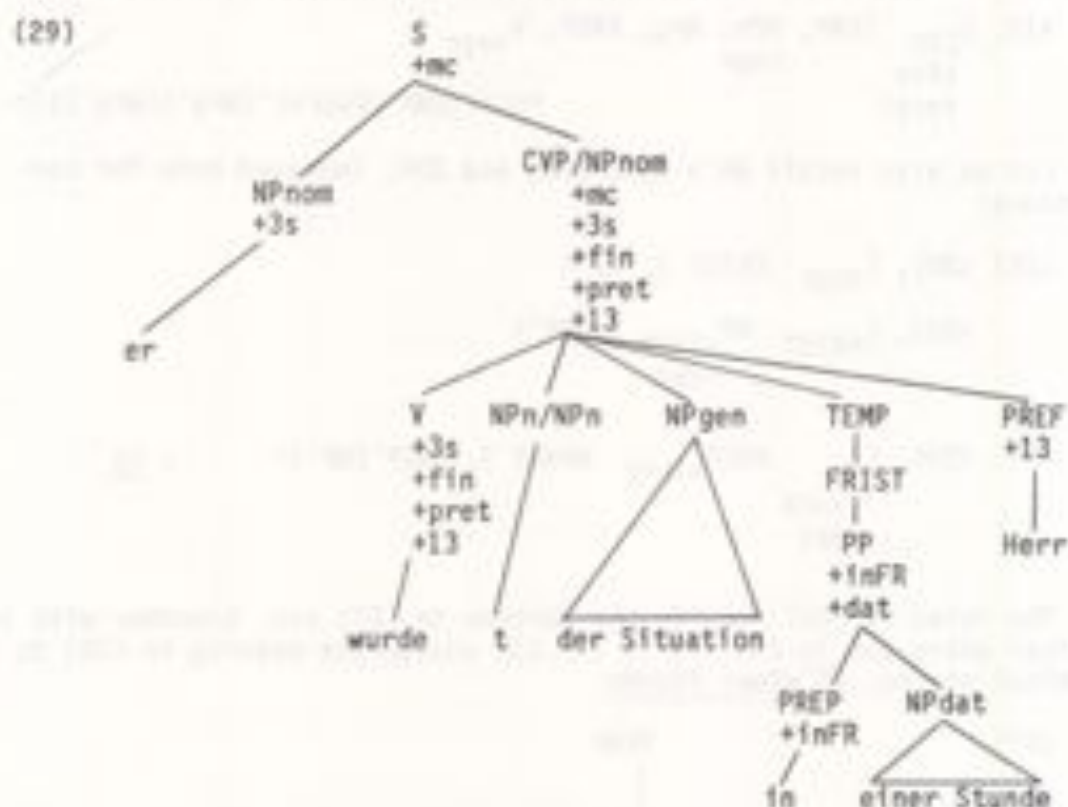 (29)
S
+mc
CVP/NPnom
NPnom +mc
+3s +3s
+fin
+pret
er +13
V NPn/NPn NPgen TEMP PREF
+3s | +13
+fin FRIST
+pret |
+13 PP Herr
+inFR
+dat
wurde t der Situation
PREP NPdat
+inFR
in einer Stunde